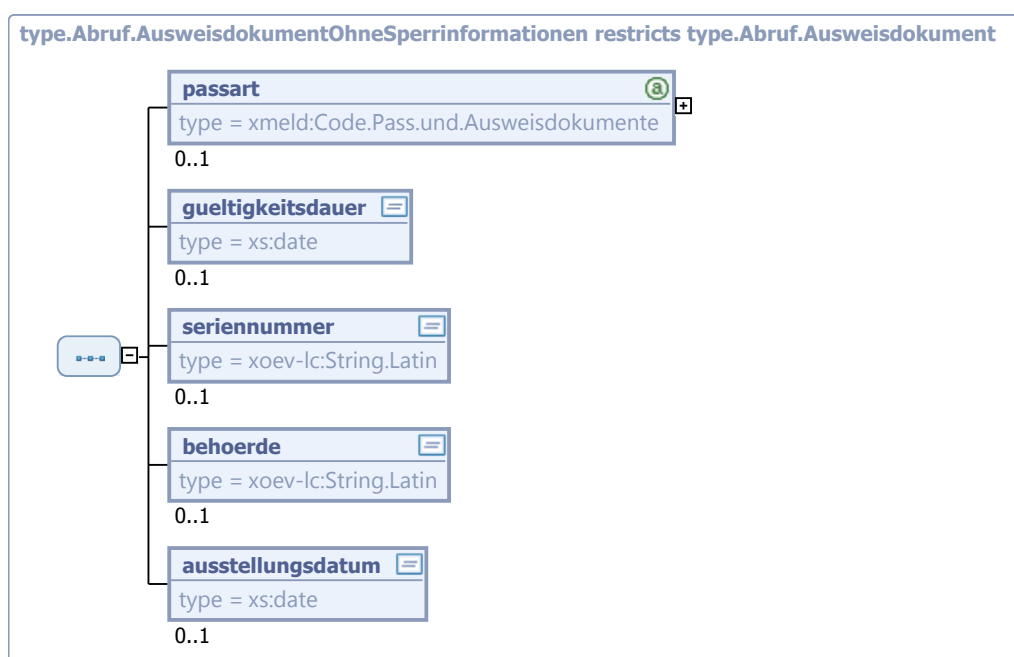 type.Abruf.AusweisdokumentOhneSperrinformationen restricts type.Abruf.Ausweisdokument
passart
type = xmeld:Code.Pass.und.Ausweisdokumente
0..1
gueltigkeitsdauer
type = xs:date
0..1
seriennummer
type = xoev-lc:String.Latin
0..1
behoerde
type = xoev-lc:String.Latin
0..1
ausstellungsdatum
type = xs:date
0..1